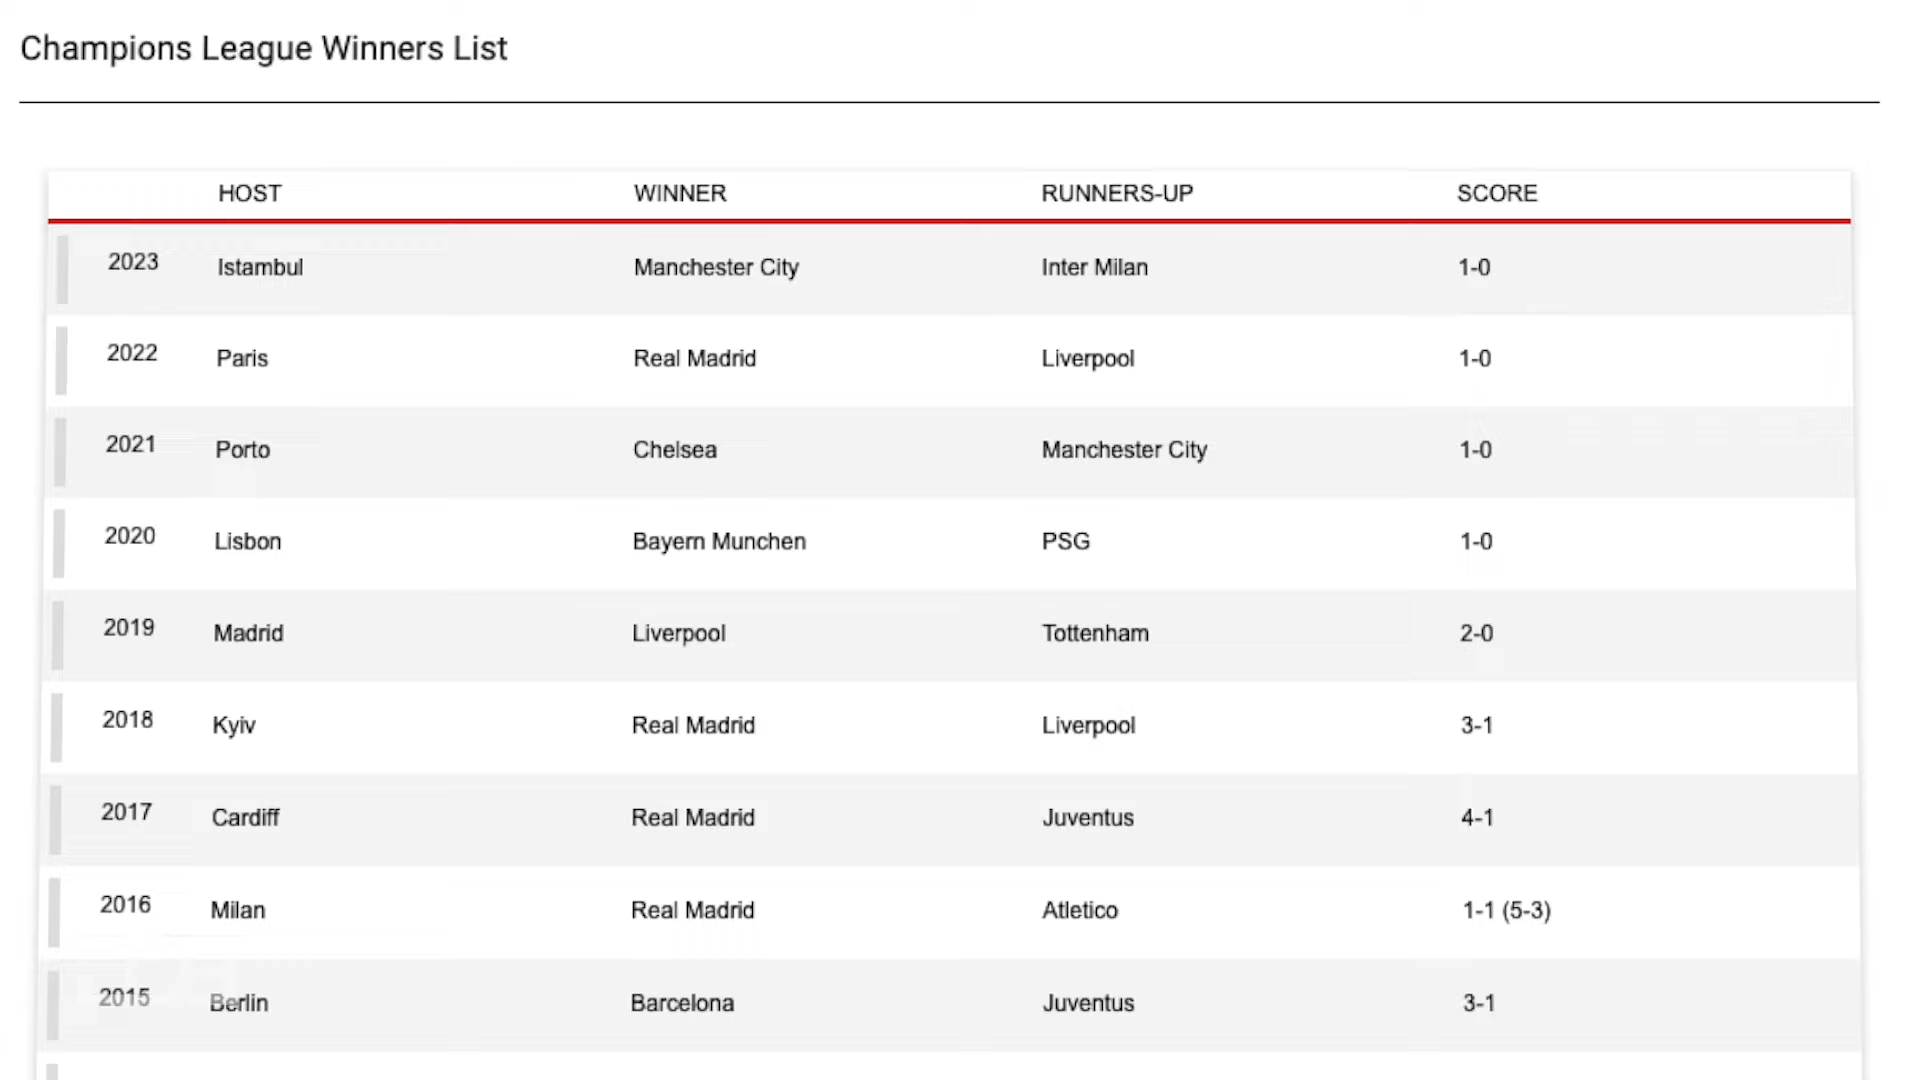 Champions League Winners List
HOST WINNER RUNNERS-UP SCORE
2023 Istambul Manchester City Inter Milan 1-0
2022 Paris Real Madrid Liverpool 1-0
2021 Porto Chelsea Manchester City 1-0
2020 Lisbon Bayern Munchen PSG 1-0
2019 Madrid Liverpool Tottenham 2-0
2018 Kyiv Real Madrid Liverpool 3-1
2017 Cardiff Real Madrid Juventus 4-1
2016 Milan Real Madrid Atletico 1-1 (5-3)
2015 Berlin Barcelona Juventus 3-1